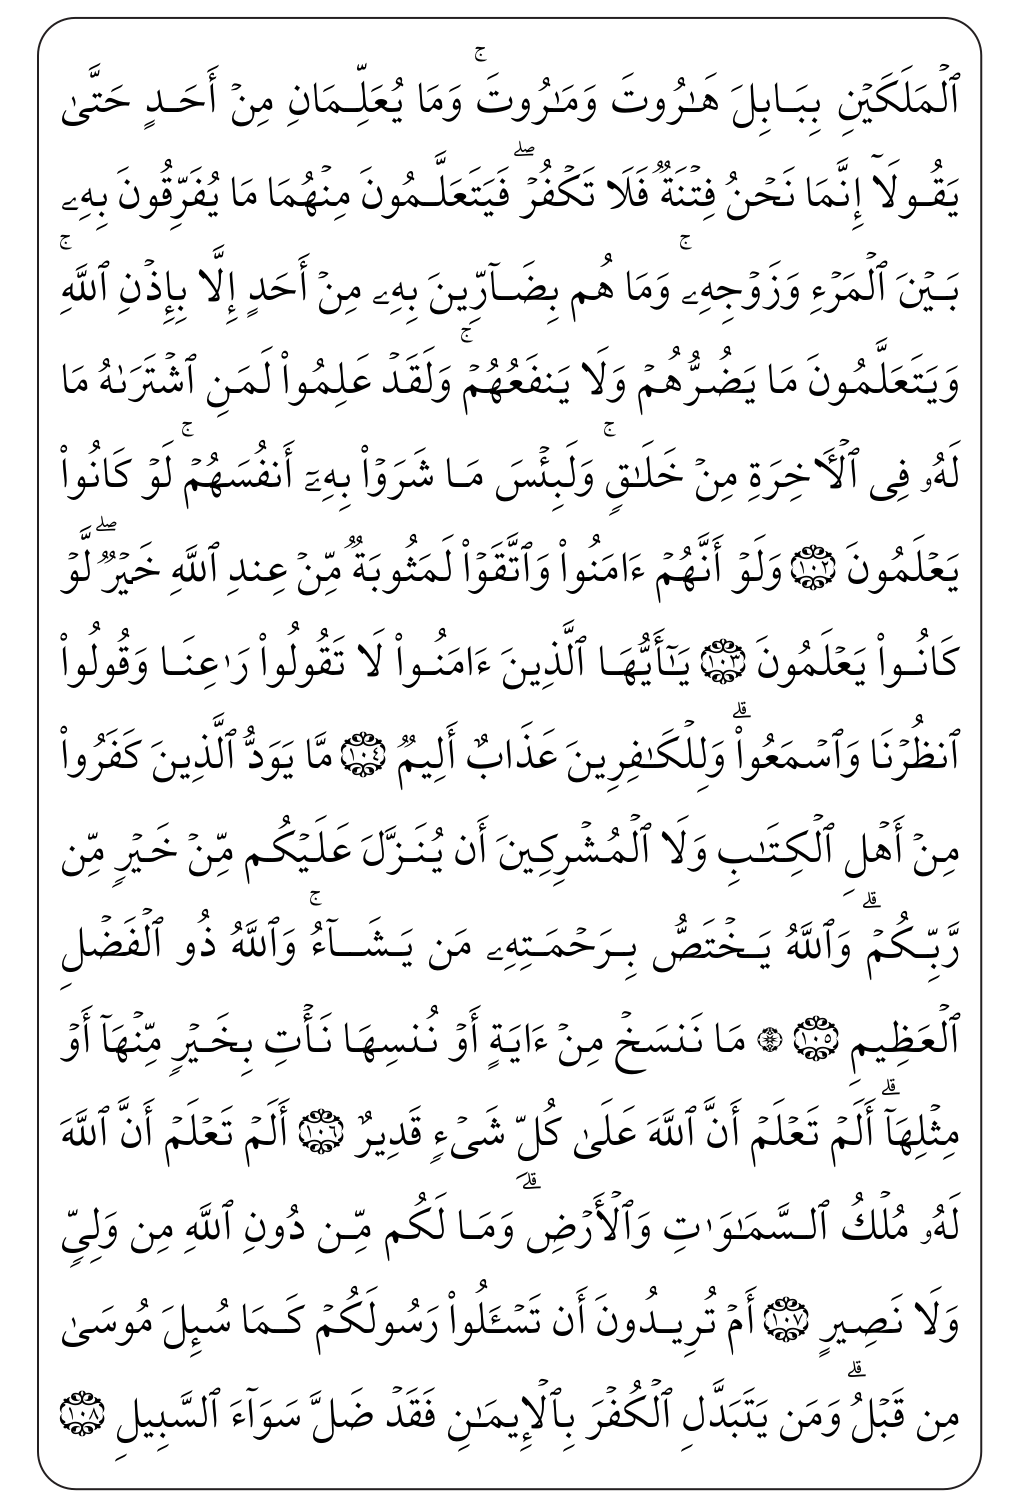 ٱلۡمَلَكَيۡنِ بِبَابِلَ هَـٰرُوتَ وَمَـٰرُوتَۚ وَمَا يُعَلِّمَانِ مِنۡ أَحَدٍ حَتَّىٰ
يَقُولَآ إِنَّمَا نَحۡنُ فِتۡنَةٌ فَلَا تَكۡفُرۡۖ فَيَتَعَلَّمُونَ مِنۡهُمَا مَا يُفَرِّقُونَ بِهِۦ
بَيۡنَ ٱلۡمَرۡءِ وَزَوۡجِهِۦۚ وَمَا هُم بِضَآرِّينَ بِهِۦ مِنۡ أَحَدٍ إِلَّا بِإِذۡنِ ٱللَّهِۚ
وَيَتَعَلَّمُونَ مَا يَضُرُّهُمۡ وَلَا يَنفَعُهُمۡۚ وَلَقَدۡ عَلِمُواْ لَمَنِ ٱشۡتَرَىٰهُ مَا
لَهُۥ فِى ٱلۡأَخِرَةِ مِنۡ خَلَـٰقٍۚ وَلَبِئۡسَ مَا شَرَوۡاْ بِهِۦٓ أَنفُسَهُمۡۚ لَوۡ كَانُواْ
يَعۡلَمُونَ ١٠٢ وَلَوۡ أَنَّهُمۡ ءَامَنُواْ وَٱتَّقَوۡاْ لَمَثُوبَةٌ مِّنۡ عِندِ ٱللَّهِ خَيۡرٌۖ لَّوۡ
كَانُواْ يَعۡلَمُونَ ١٠٣ يَـٰٓأَيُّهَا ٱلَّذِينَ ءَامَنُواْ لَا تَقُولُواْ رَٰعِنَا وَقُولُواْ
ٱنظُرۡنَا وَٱسۡمَعُواْۗ وَلِلۡكَـٰفِرِينَ عَذَابٌ أَلِيمٌ ١٠٤ مَّا يَوَدُّ ٱلَّذِينَ كَفَرُواْ
مِنۡ أَهۡلِ ٱلۡكِتَـٰبِ وَلَا ٱلۡمُشۡرِكِينَ أَن يُنَزَّلَ عَلَيۡكُم مِّنۡ خَيۡرٍ مِّن
رَّبِّكُمۡۗ وَٱللَّهُ يَخۡتَصُّ بِرَحۡمَتِهِۦ مَن يَشَآءُۚ وَٱللَّهُ ذُو ٱلۡفَضۡلِ
ٱلۡعَظِيمِ ١٠٥ ۞ مَا نَنسَخۡ مِنۡ ءَايَةٍ أَوۡ نُنسِهَا نَأۡتِ بِخَيۡرٍ مِّنۡهَآ أَوۡ
مِثۡلِهَآۗ أَلَمۡ تَعۡلَمۡ أَنَّ ٱللَّهَ عَلَىٰ كُلِّ شَىۡءٍ قَدِيرٌ ١٠٦ أَلَمۡ تَعۡلَمۡ أَنَّ ٱللَّهَ
لَهُۥ مُلۡكُ ٱلسَّمَـٰوَٰتِ وَٱلۡأَرۡضِۗ وَمَا لَكُم مِّن دُونِ ٱللَّهِ مِن وَلِىٍّ
وَلَا نَصِيرٍ ١٠٧ أَمۡ تُرِيدُونَ أَن تَسۡـَٔلُواْ رَسُولَكُمۡ كَمَا سُئِلَ مُوسَىٰ
مِن قَبۡلُۗ وَمَن يَتَبَدَّلِ ٱلۡكُفۡرَ بِٱلۡإِيمَـٰنِ فَقَدۡ ضَلَّ سَوَآءَ ٱلسَّبِيلِ ١٠٨